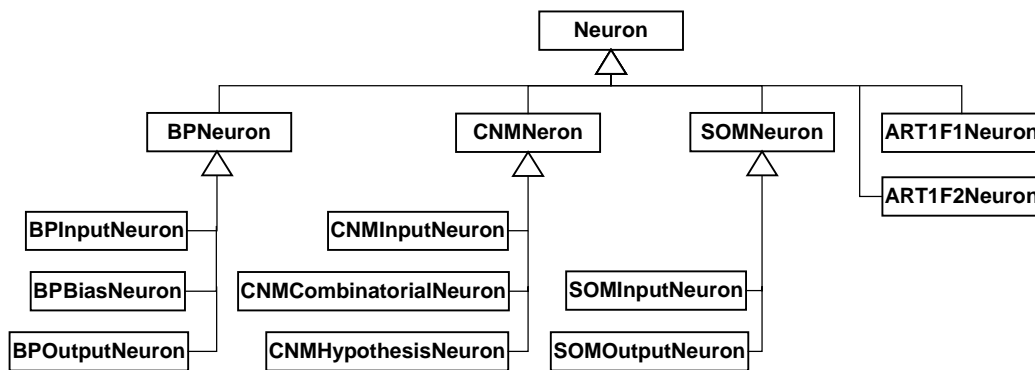 Neuron
BPNeuron
CNMNeron
SOMNeuron
ART1F1Neuron
ART1F2Neuron
BPInputNeuron
CNMInputNeuron
BPBiasNeuron
CNMCombinatorialNeuron
SOMInputNeuron
BPOutputNeuron
CNMHypothesisNeuron
SOMOutputNeuron